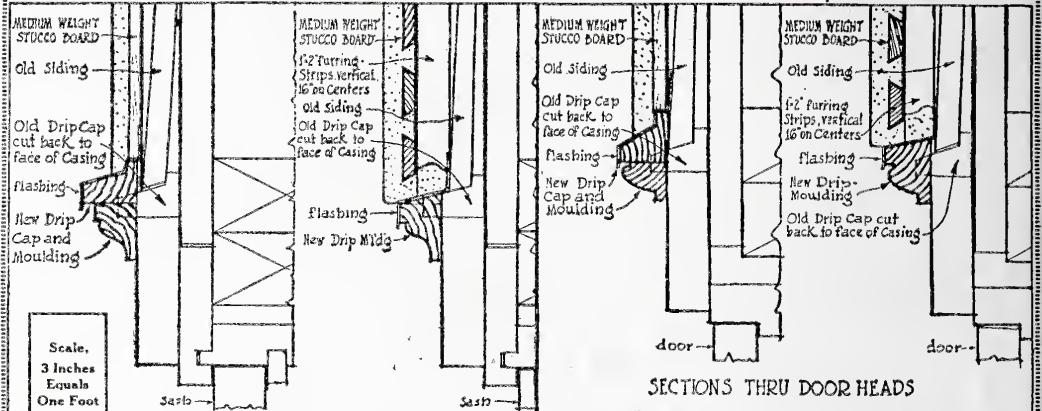 MEDIUM WEIGHT
STUCCO BOARD
Old Siding
Old Drip Cap
cut back to
face of Casing
flashing
New Drip
Cap and
Moulding
Scale,
3 Inches
Equals
One Foot
Sash
MEDIUM WEIGHT
STUCCO BOARD
1"-2" furring
Strips, vertical
16" on Centers
Old Siding
Old Drip Cap
cut back to
face of Casing
flashing
New Drip Mld'g
Sash
MEDIUM WEIGHT
STUCCO BOARD
Old Siding
Old Drip Cap
cut back to
face of Casing
flashing
New Drip
Cap and
Moulding
door
MEDIUM WEIGHT
STUCCO BOARD
Old Siding
1"-2" furring
Strips, vertical
16" on Centers
flashing
New Drip-
Moulding
Old Drip Cap cut
back to face of Casing
door
SECTIONS THRU DOOR HEADS